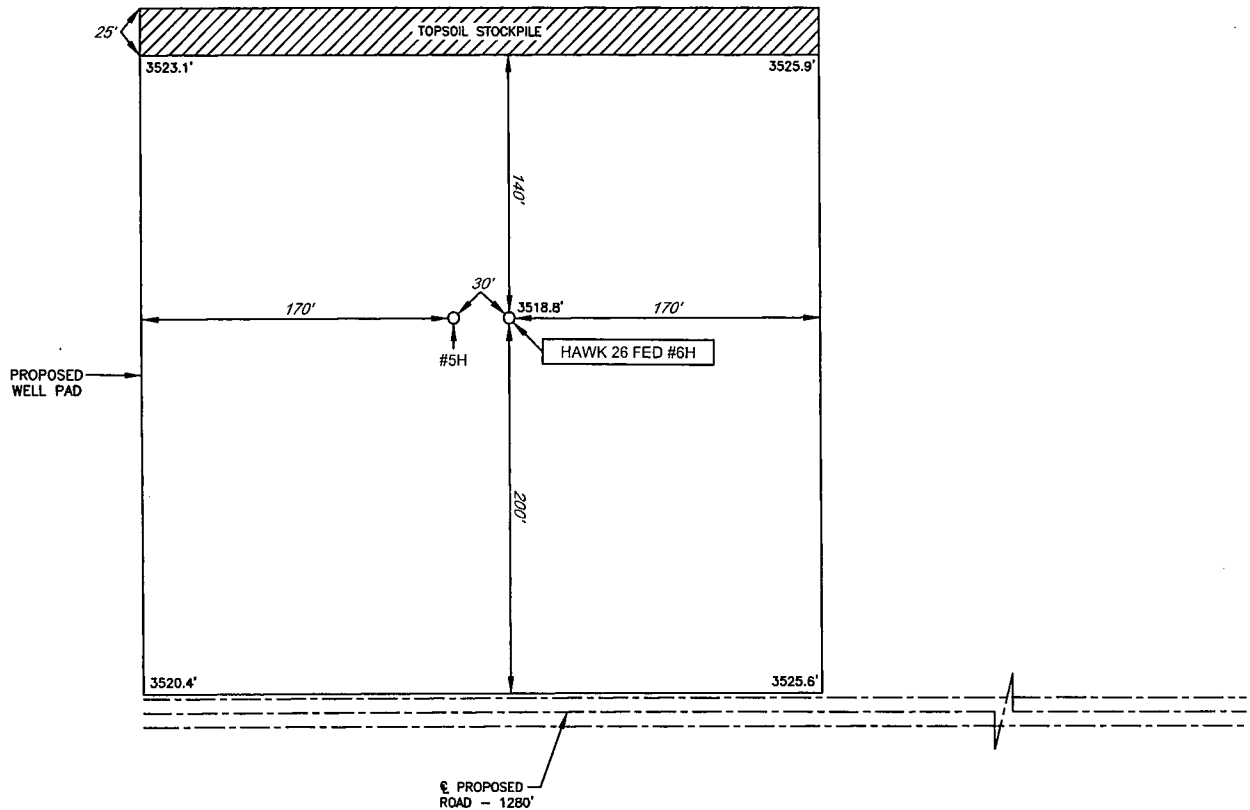 25'
TOPSOIL STOCKPILE
3523.1'
3525.9'
140'
30'
3518.8'
170'
170'
#5H
HAWK 26 FED #6H
PROPOSED
WELL PAD
200'
3520.4'
3525.6'
℄ PROPOSED
ROAD – 1280'